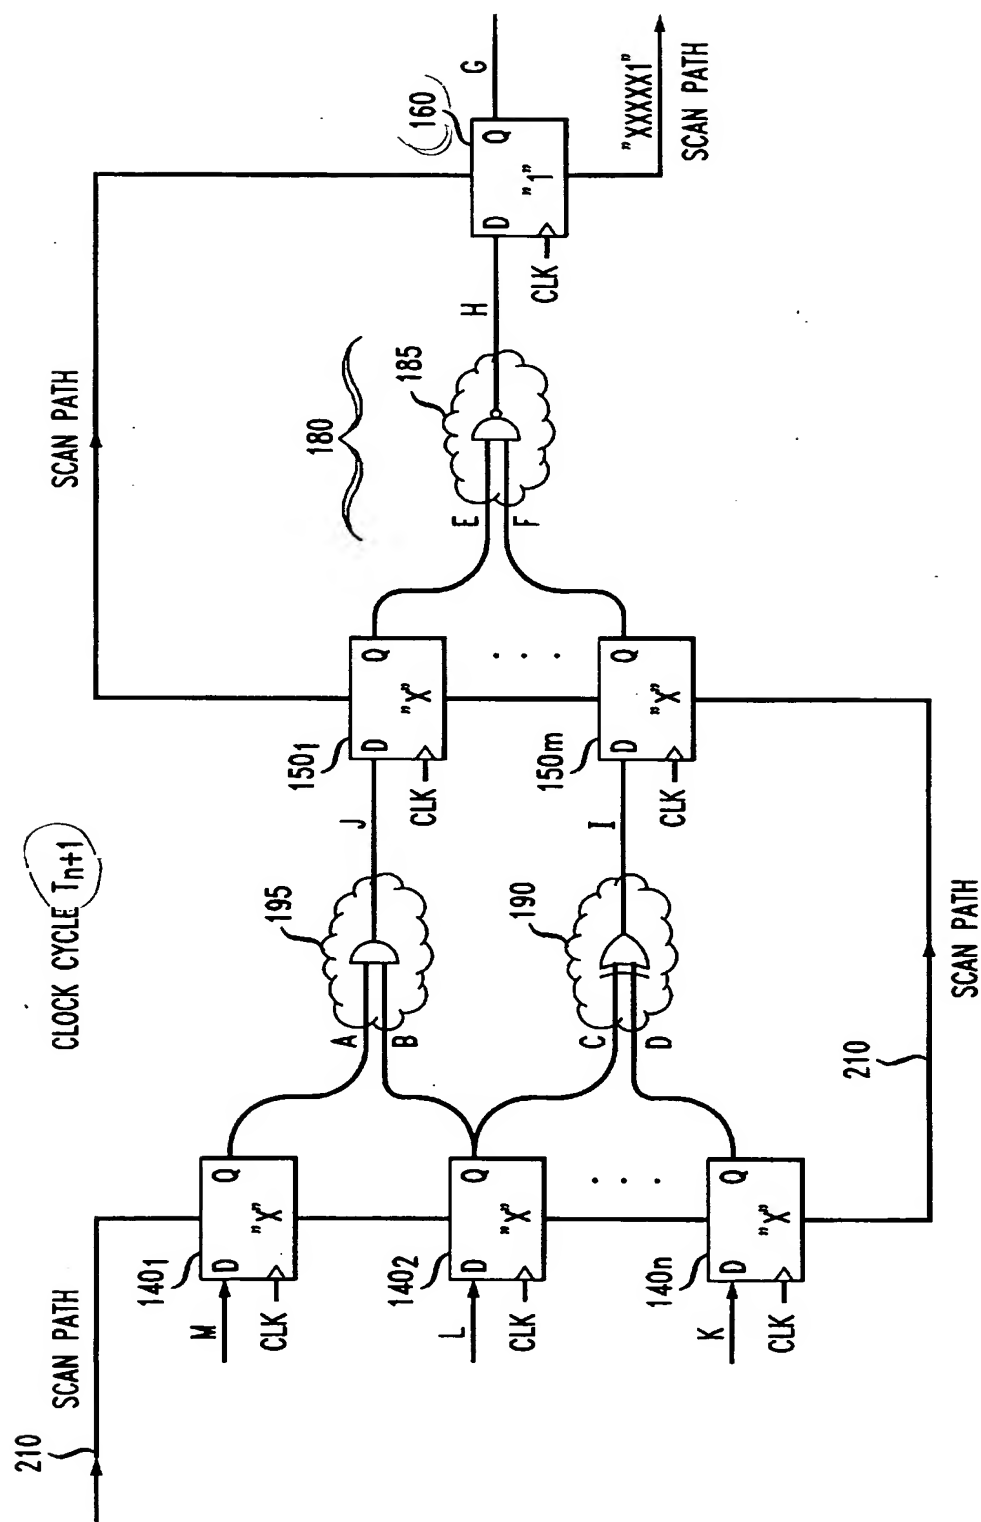 CLOCK CYCLE Tn+1
210
SCAN PATH
SCAN PATH
SCAN PATH
"XXXXX1"
180
M
D
Q
"X"
CLK
1401
L
D
Q
"X"
CLK
1402
K
D
Q
"X"
CLK
140n
. . .
A
B
195
C
D
190
J
I
D
Q
"X"
CLK
1501
. . .
D
Q
"X"
CLK
150m
E
F
185
H
D
Q
"1"
CLK
160
G
210
SCAN PATH